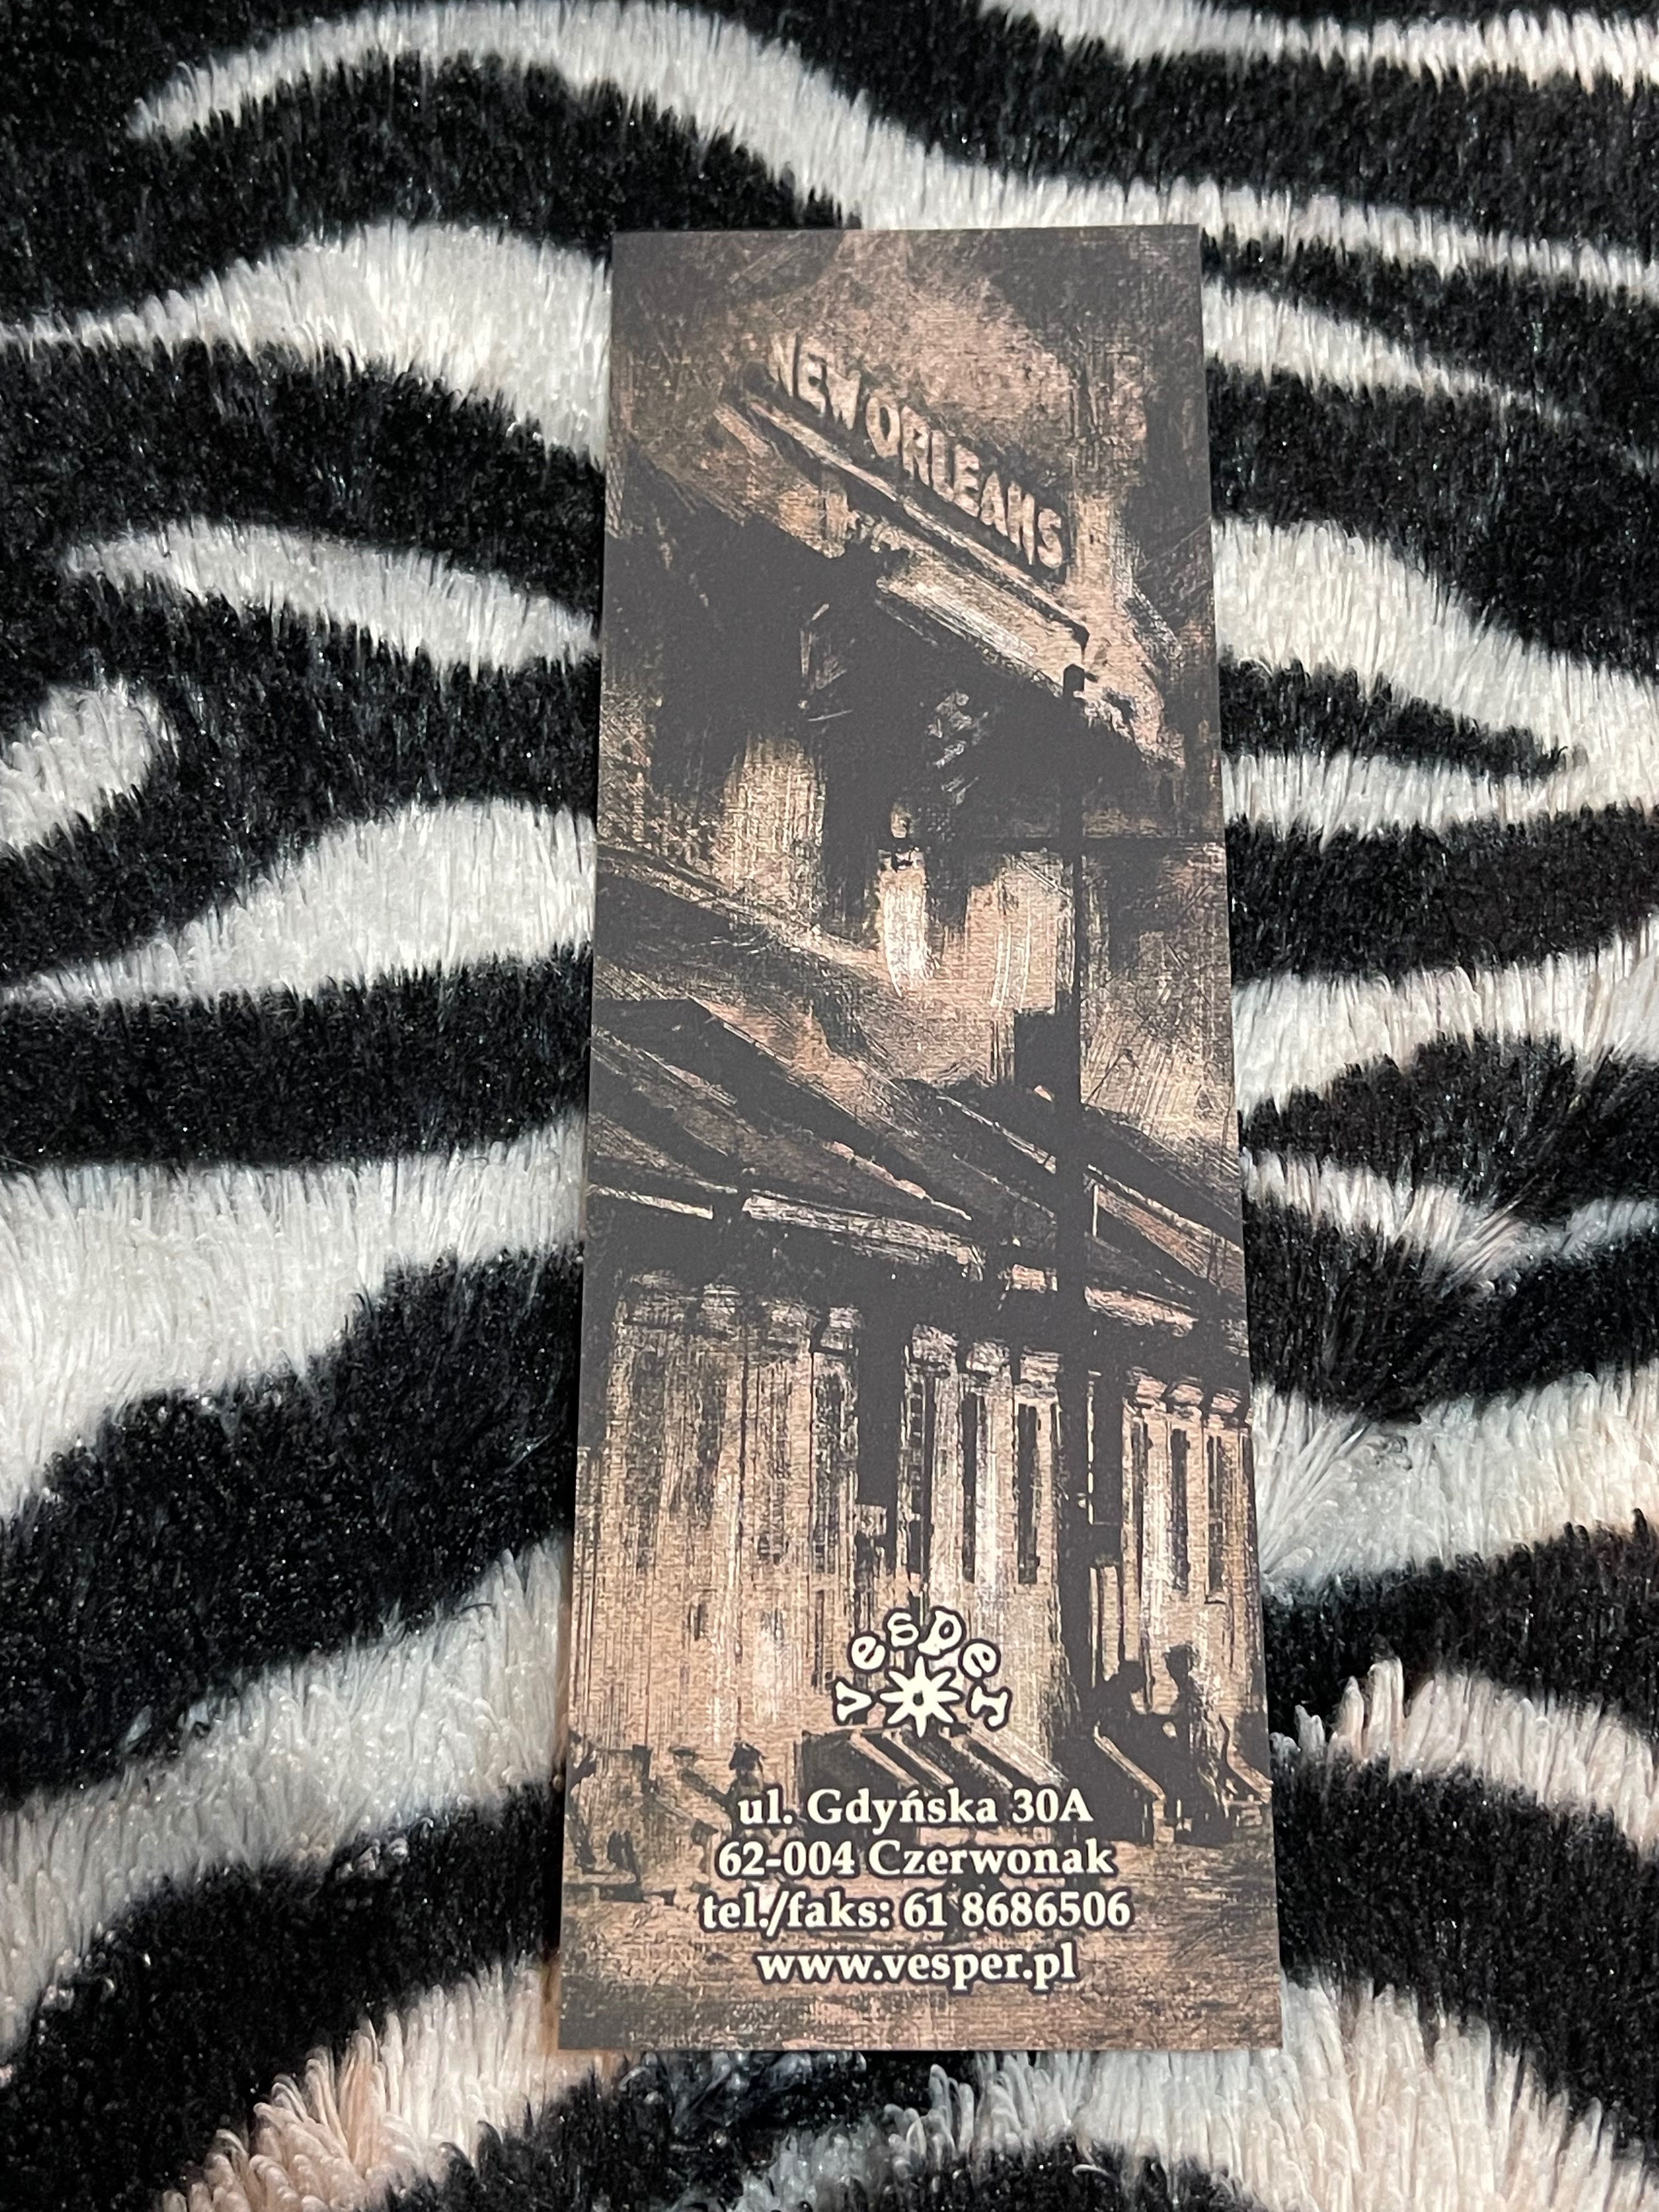 NEW ORLEANS
vesper
ul. Gdyńska 30A
62-004 Czerwonak
tel./faks: 61 8686506
www.vesper.pl